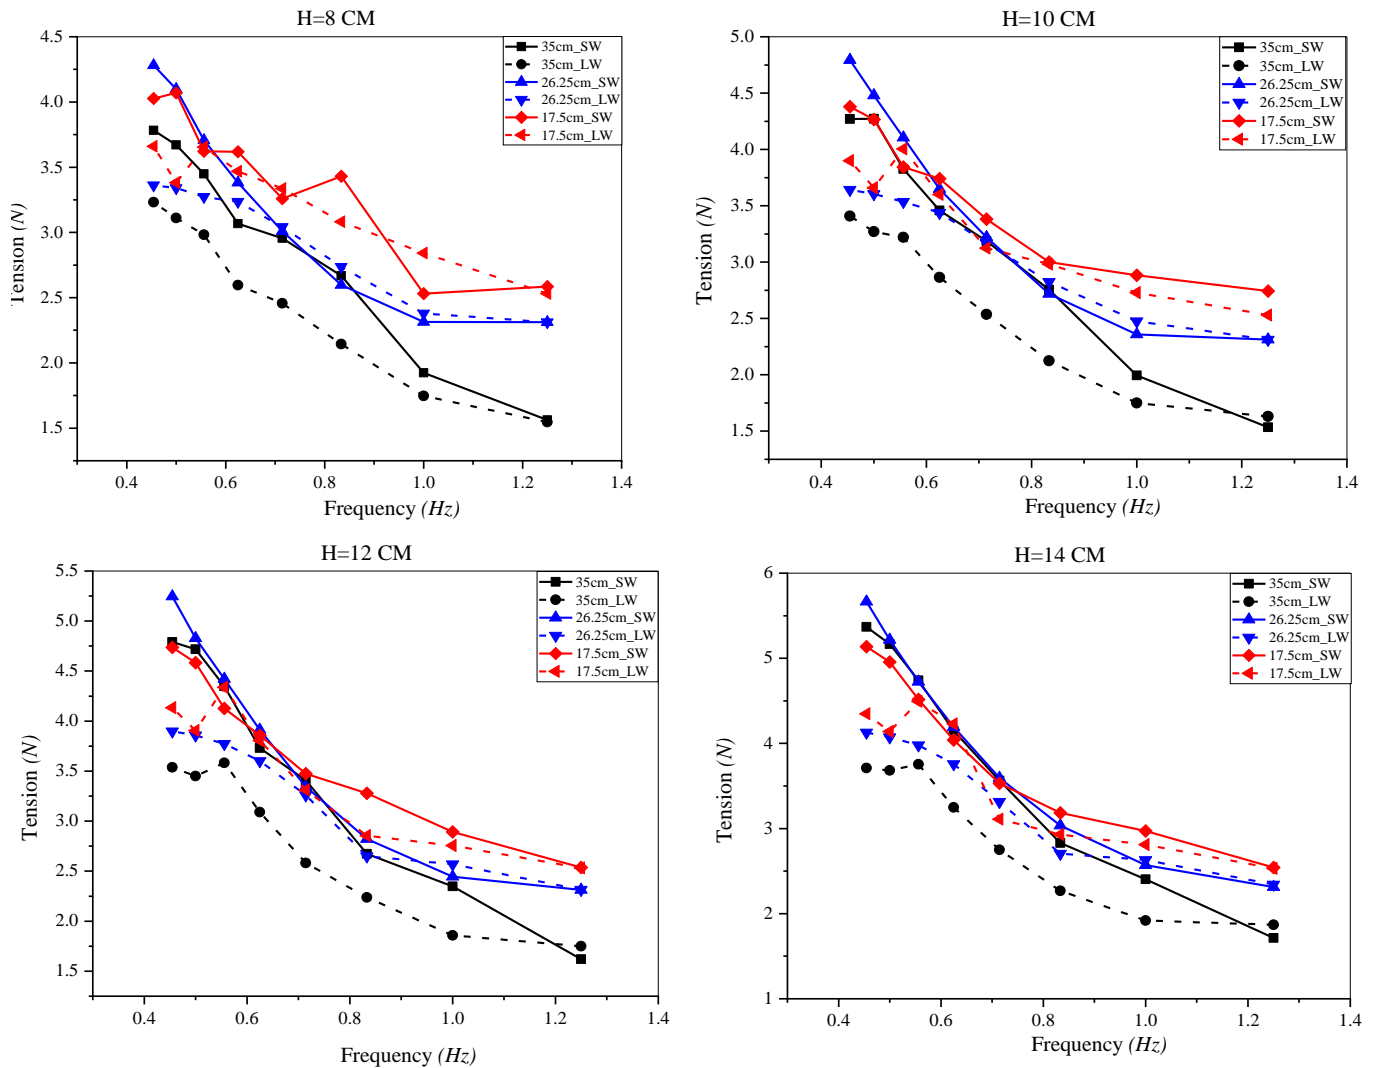 H=8 CM
4.5
4.0
3.5
3.0
2.5
2.0
1.5
Tension (N)
0.4 0.6 0.8 1.0 1.2 1.4
Frequency (Hz)
35cm_SW
35cm_LW
26.25cm_SW
26.25cm_LW
17.5cm_SW
17.5cm_LW
H=10 CM
5.0
4.5
4.0
3.5
3.0
2.5
2.0
1.5
Tension (N)
0.4 0.6 0.8 1.0 1.2 1.4
Frequency (Hz)
35cm_SW
35cm_LW
26.25cm_SW
26.25cm_LW
17.5cm_SW
17.5cm_LW
H=12 CM
5.5
5.0
4.5
4.0
3.5
3.0
2.5
2.0
1.5
Tension (N)
0.4 0.6 0.8 1.0 1.2 1.4
Frequency (Hz)
35cm_SW
35cm_LW
26.25cm_SW
26.25cm_LW
17.5cm_SW
17.5cm_LW
H=14 CM
6
5
4
3
2
1
Tension (N)
0.4 0.6 0.8 1.0 1.2 1.4
Frequency (Hz)
35cm_SW
35cm_LW
26.25cm_SW
26.25cm_LW
17.5cm_SW
17.5cm_LW